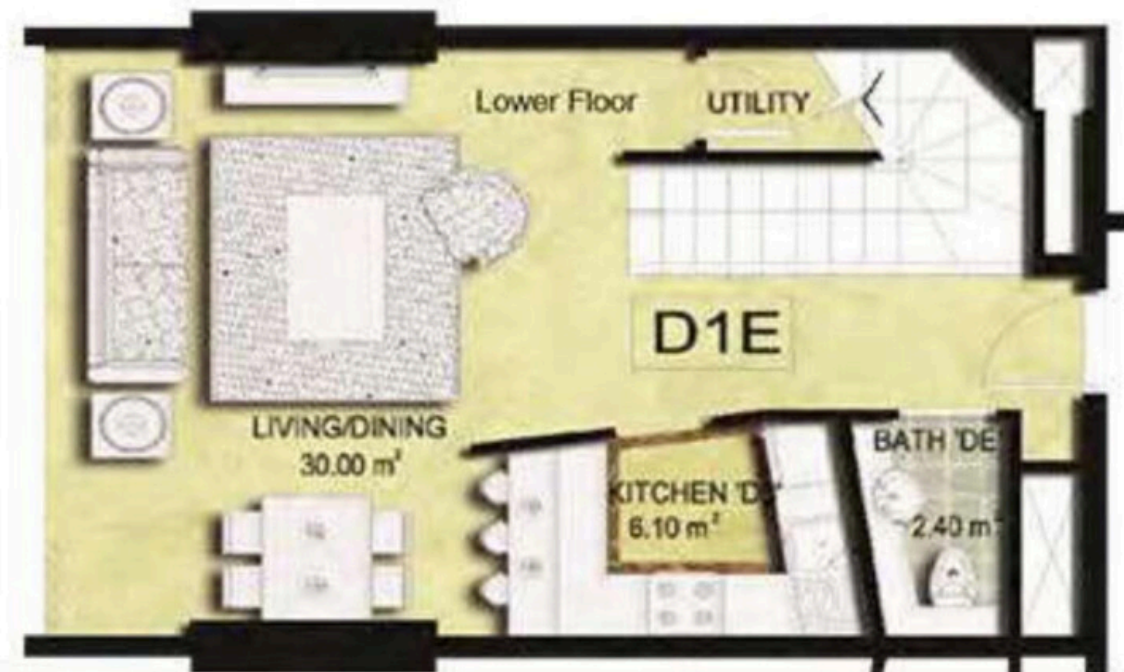 Lower Floor
UTILITY
D1E
LIVING/DINING
30.00 m²
KITCHEN 'D'
6.10 m²
BATH 'DE'
2.40 m²